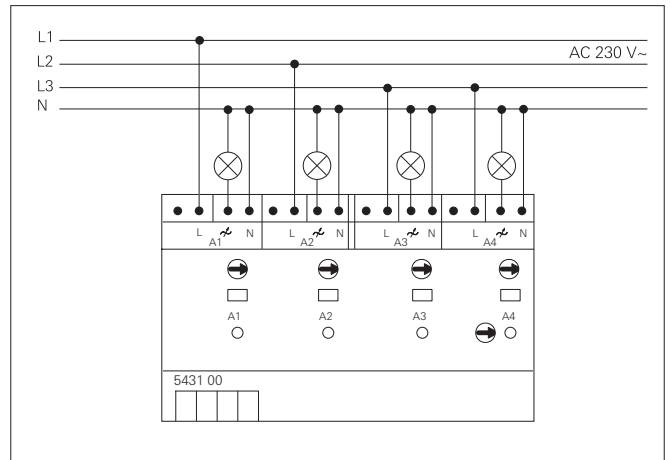 L1
AC 230 V~
L2
L3
N
L N L N L N L N
A1 A2 A3 A4
A1 A2 A3 A4
5431 00